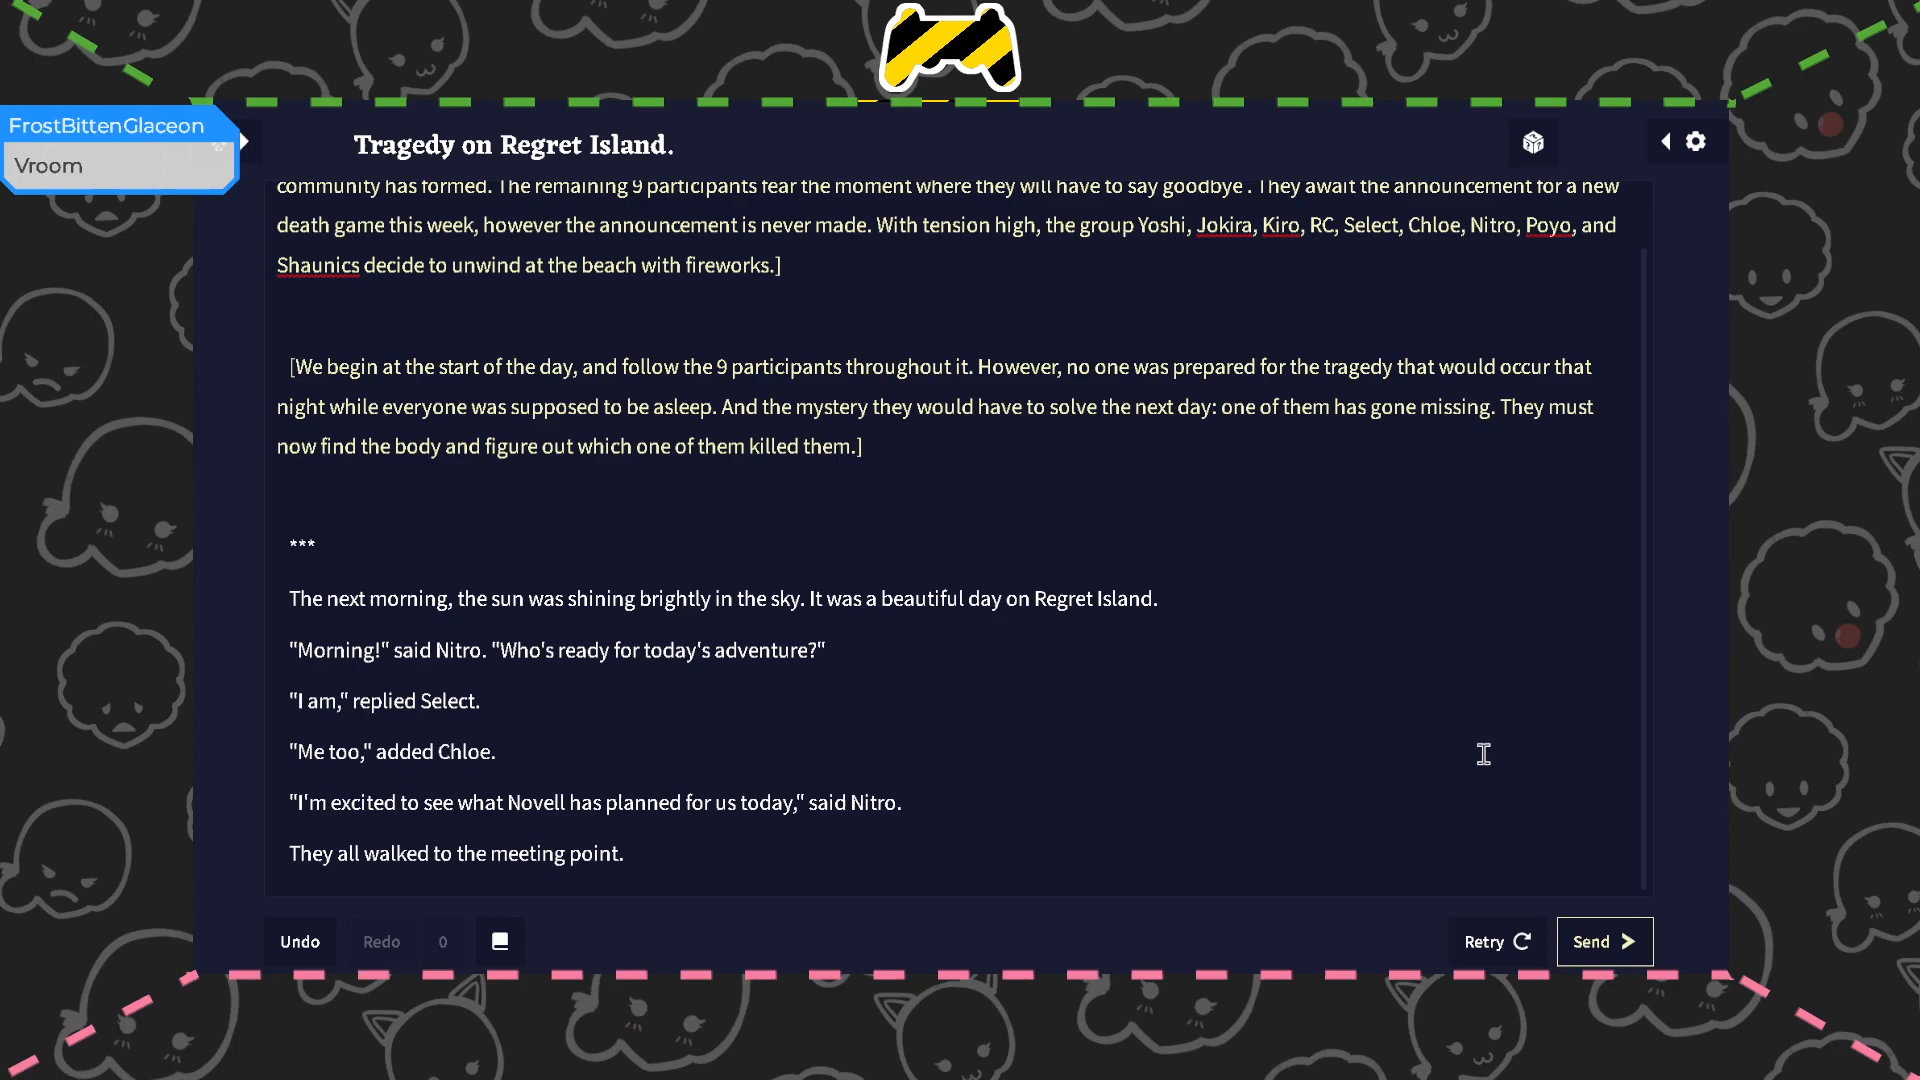 FrostBittenGlaceon
Vroom
Tragedy on Regret Island.
community has formed. The remaining 9 participants fear the moment where they will have to say goodbye . They await the announcement for a new
death game this week, however the announcement is never made. With tension high, the group Yoshi, Jokira, Kiro, RC, Select, Chloe, Nitro, Poyo, and
Shaunics decide to unwind at the beach with fireworks.]
[We begin at the start of the day, and follow the 9 participants throughout it. However, no one was prepared for the tragedy that would occur that
night while everyone was supposed to be asleep. And the mystery they would have to solve the next day: one of them has gone missing. They must
now find the body and figure out which one of them killed them.]
***
The next morning, the sun was shining brightly in the sky. It was a beautiful day on Regret Island.
"Morning!" said Nitro. "Who's ready for today's adventure?"
"I am," replied Select.
"Me too," added Chloe.
"I'm excited to see what Novell has planned for us today," said Nitro.
They all walked to the meeting point.
Undo Redo 0 Retry Send